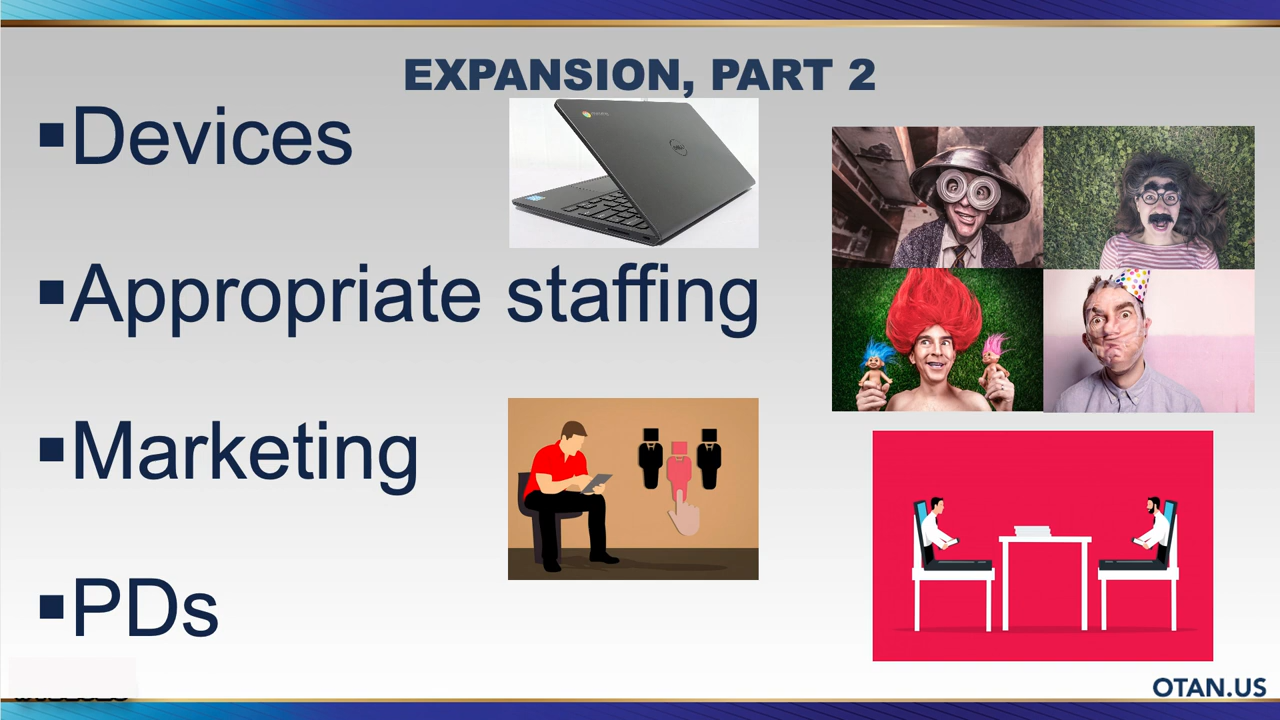 EXPANSION, PART 2
▪Devices
▪Appropriate staffing
▪Marketing
▪PDs
OTAN.US